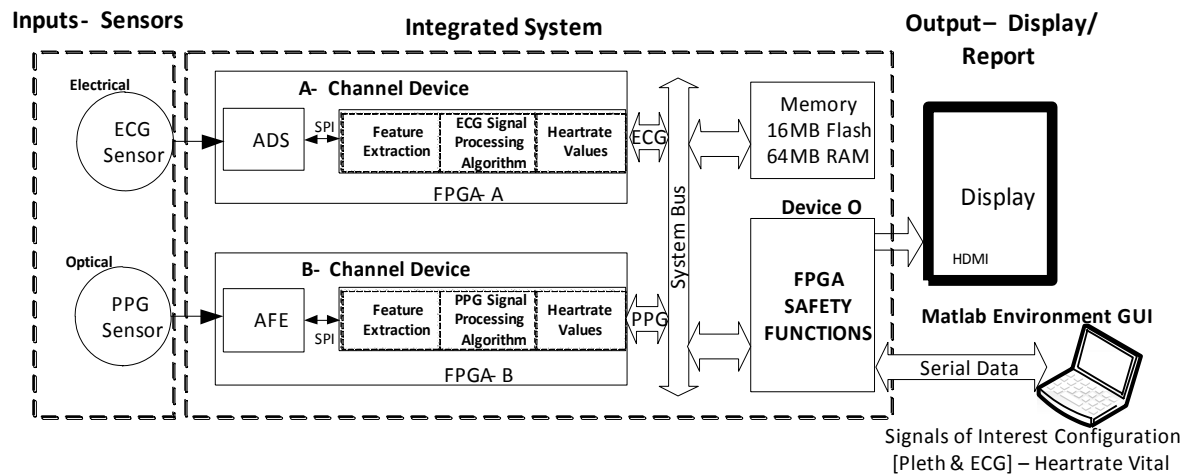 Inputs- Sensors
Integrated System
Output– Display/
Report
Electrical
ECG
Sensor
A- Channel Device
ADS
SPI
Feature
Extraction
ECG Signal
Processing
Algorithm
Heartrate
Values
FPGA- A
ECG
System Bus
Memory
16MB Flash
64MB RAM
Device O
FPGA
SAFETY
FUNCTIONS
Display
HDMI
Optical
PPG
Sensor
B- Channel Device
AFE
SPI
Feature
Extraction
PPG Signal
Processing
Algorithm
Heartrate
Values
FPGA- B
PPG
Matlab Environment GUI
Serial Data
Signals of Interest Configuration
[Pleth & ECG] – Heartrate Vital